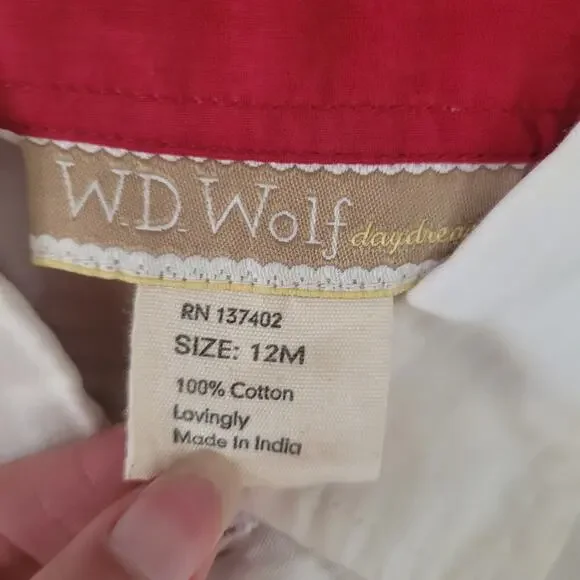 W.D. Wolf
RN 137402
SIZE: 12M
100% Cotton
Lovingly
Made In India